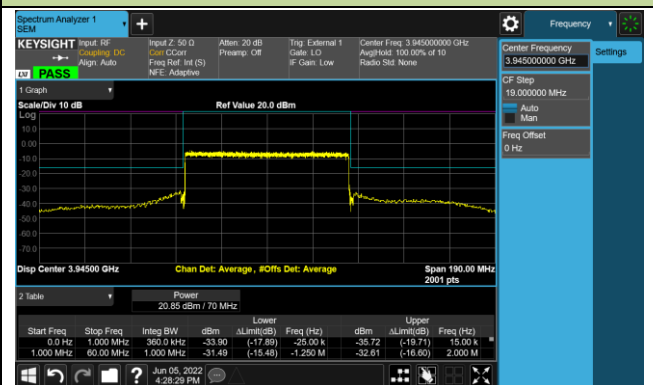 Spectrum Analyzer 1
SEM
+
Frequency
KEYSIGHT
Input: RF
Coupling: DC
Align: Auto
Input Z: 50 Ω
Corr CCorr
Freq Ref: Int (S)
NFE: Adaptive
Atten: 20 dB
Preamp: Off
Trig: External 1
Gate: LO
IF Gain: Low
Center Freq: 3.945000000 GHz
Avg|Hold: 100.00% of 10
Radio Std: None
LXI
PASS
Center Frequency
3.945000000 GHz
Settings
CF Step
19.000000 MHz
Auto
Man
Freq Offset
0 Hz
1 Graph
Scale/Div 10 dB
Ref Value 20.0 dBm
Log
10.0
0.00
-10.0
-20.0
-30.0
-40.0
-50.0
-60.0
-70.0
Disp Center 3.94500 GHz
Chan Det: Average , #Offs Det: Average
Span 190.00 MHz
2001 pts
2 Table
Power
20.85 dBm / 70 MHz
Lower Upper
Start Freq Stop Freq Integ BW dBm ΔLimit(dB) Freq (Hz) dBm ΔLimit(dB) Freq (Hz)
0.0 Hz 1.000 MHz 360.0 kHz -33.90 (-17.89) -25.00 k -35.72 (-19.71) 15.00 k
1.000 MHz 60.00 MHz 1.000 MHz -31.49 (-15.48) -1.250 M -32.61 (-16.60) 2.000 M
?
Jun 05, 2022
4:28:29 PM